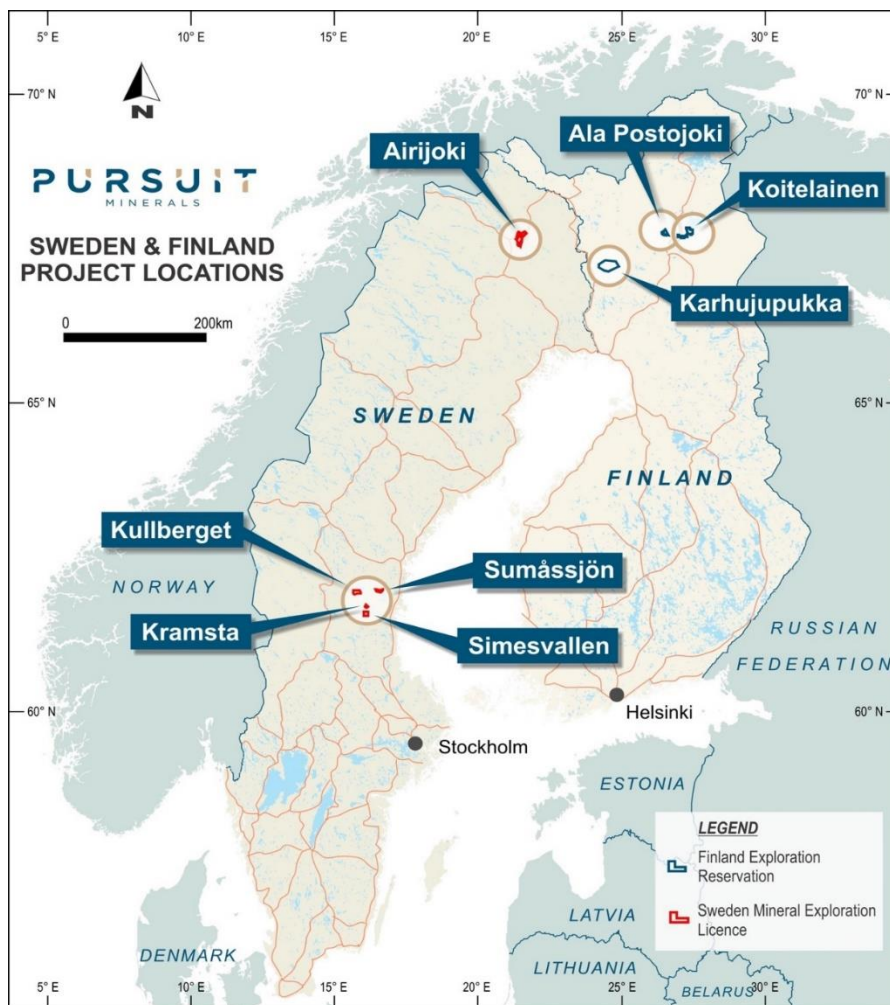 5° E 10° E 15° E 20° E 25° E 30° E
70° N 70° N
N
PURSUIT
MINERALS
SWEDEN & FINLAND
PROJECT LOCATIONS
0 200km
Airijoki
Ala Postojoki
Koitelainen
Karhujupukka
65° N 65° N
SWEDEN
FINLAND
Kullberget
NORWAY
Sumåssjön
Kramsta
Simesvallen
RUSSIAN
FEDERATION
60° N 60° N
Helsinki
Stockholm
ESTONIA
LEGEND
Finland Exploration
Reservation
Sweden Mineral Exploration
Licence
LATVIA
DENMARK
LITHUANIA
BELARUS
5° E 10° E 15° E 20° E 25° E 30° E